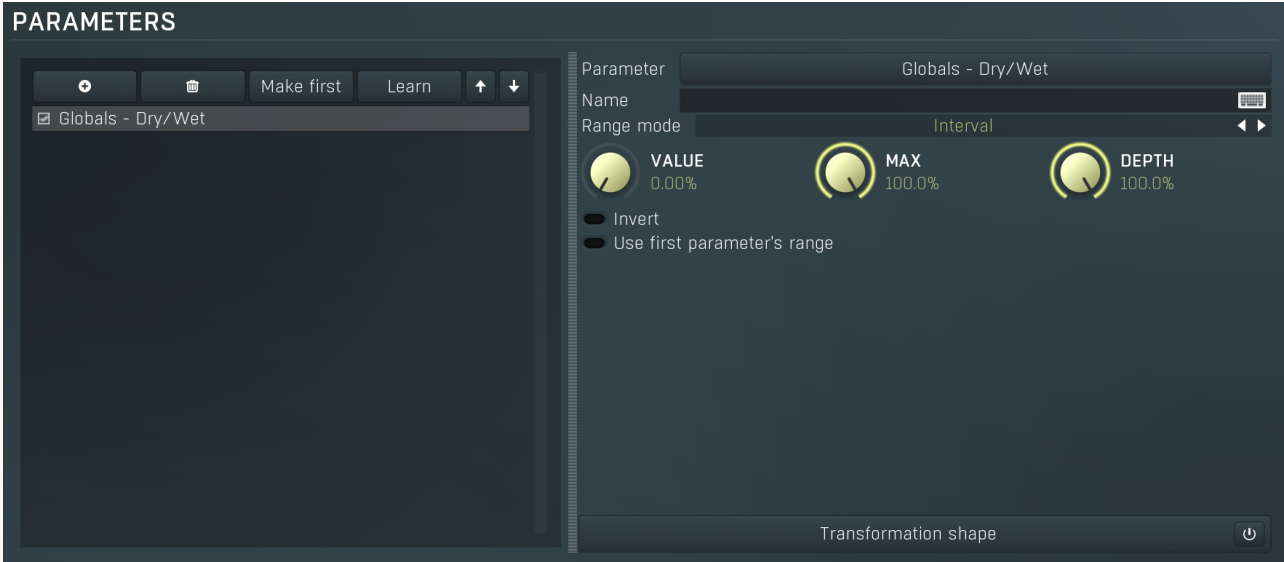 PARAMETERS
Make first
Learn
Globals - Dry/Wet
Parameter
Globals - Dry/Wet
Name
Range mode
Interval
VALUE
0.00%
MAX
100.0%
DEPTH
100.0%
Invert
Use first parameter's range
Transformation shape